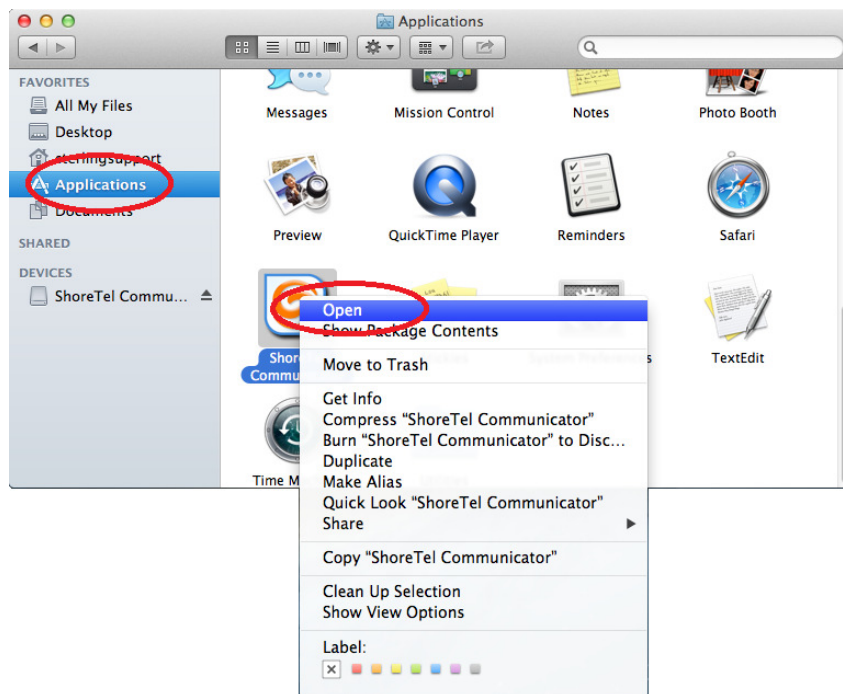 Applications
FAVORITES
All My Files
Desktop
sterlingsupport
Applications
Documents
SHARED
DEVICES
ShoreTel Commu...
Messages
Mission Control
Notes
Photo Booth
Preview
QuickTime Player
Reminders
Safari
Shor
Commu
TextEdit
Time M
Open
Show Package Contents
Move to Trash
Get Info
Compress “ShoreTel Communicator”
Burn “ShoreTel Communicator” to Disc...
Duplicate
Make Alias
Quick Look “ShoreTel Communicator”
Share
Copy “ShoreTel Communicator”
Clean Up Selection
Show View Options
Label: